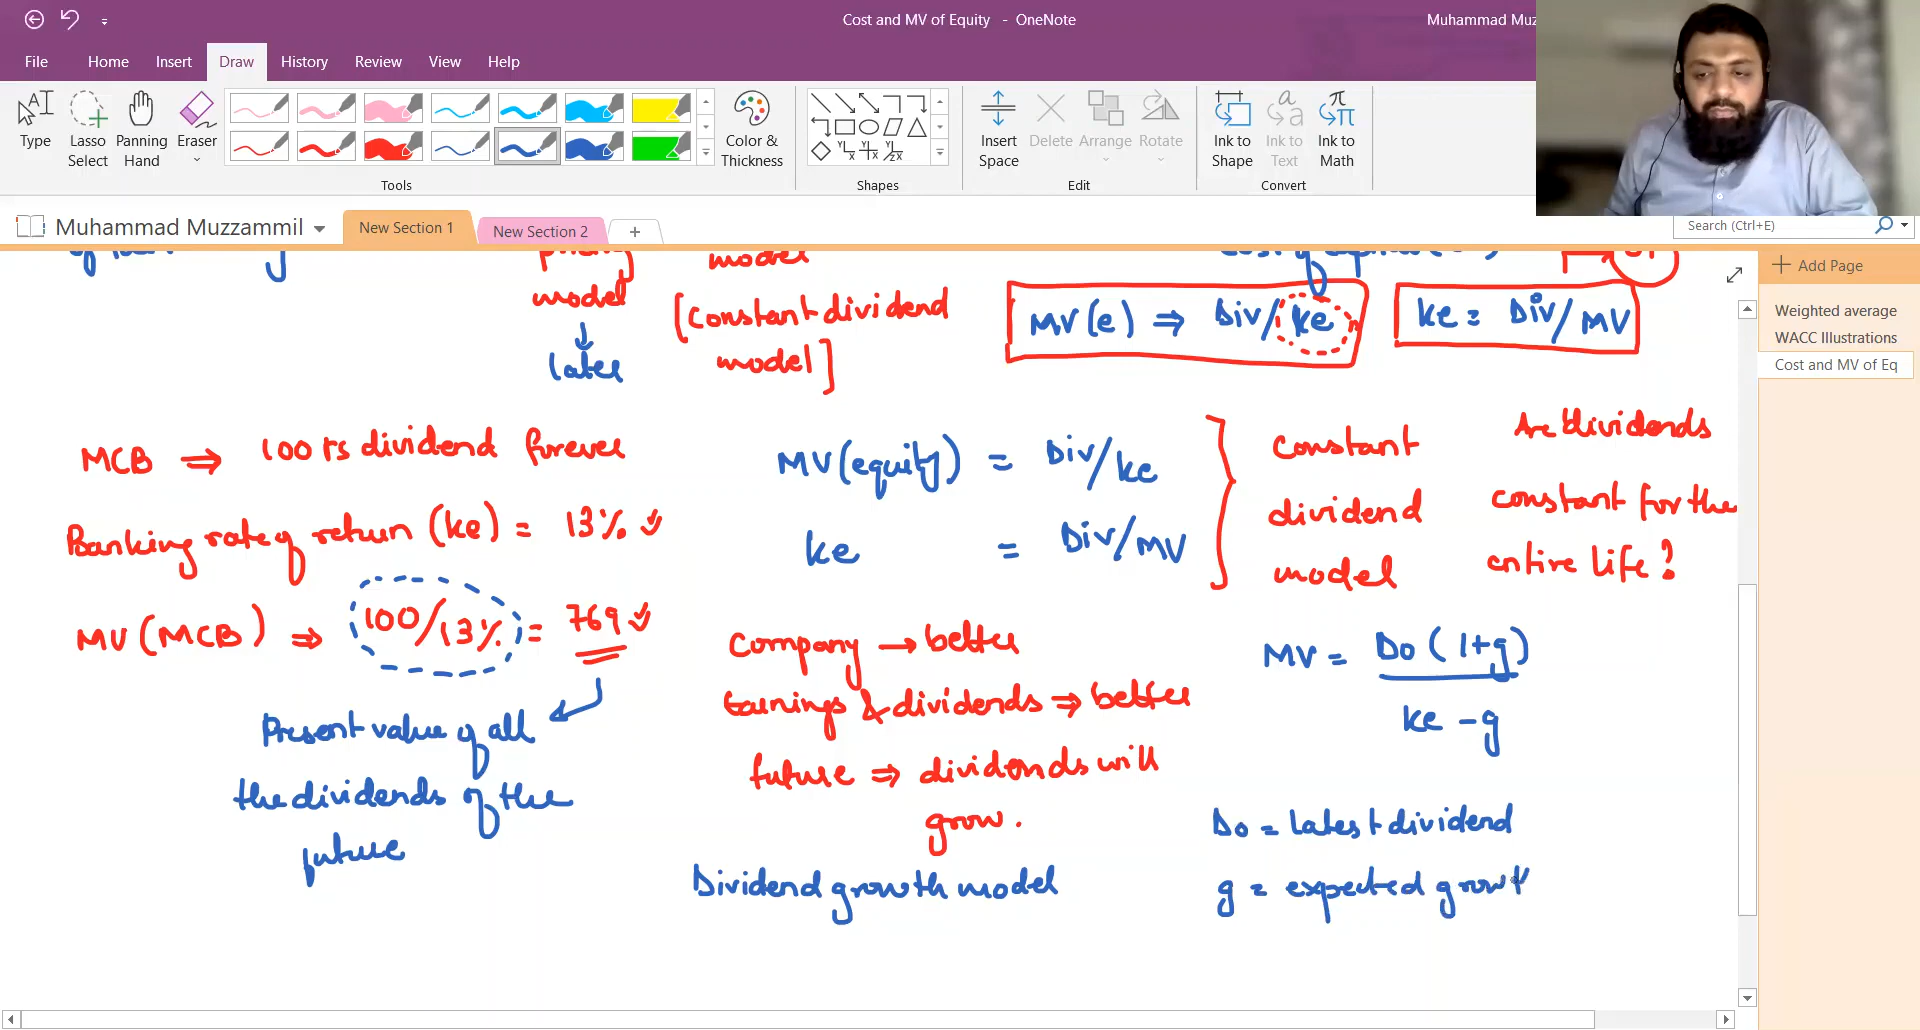 Cost and MV of Equity - OneNote
Muhammad Muz
File Home Insert Draw History Review View Help
Type
Lasso Select
Panning Hand
Eraser
Color & Thickness
Insert Space
Delete
Arrange
Rotate
Ink to Shape
Ink to Text
Ink to Math
Tools
Shapes
Edit
Convert
Muhammad Muzzammil
New Section 1
New Section 2
Search (Ctrl+E)
Add Page
Weighted average
WACC Illustrations
Cost and MV of Eq
pricing
model
↓
later
model
[constant dividend
model]
MV(e) ⇒ Div/ke
ke = Div/MV
MCB ⇒ 100 rs dividend forever
Banking rate of return (ke) = 13%
MV(MCB) ⇒ 100/13% = 769
Present value of all
the dividends of the
future
MV(equity) = Div/ke
ke = Div/MV
constant
dividend
model
Are dividends
constant for the
entire life?
Company → better
earnings & dividends ⇒ better
future ⇒ dividends will
grow.
Dividend growth model
MV = Do (1+g)
ke - g
Do = latest dividend
g = expected growt